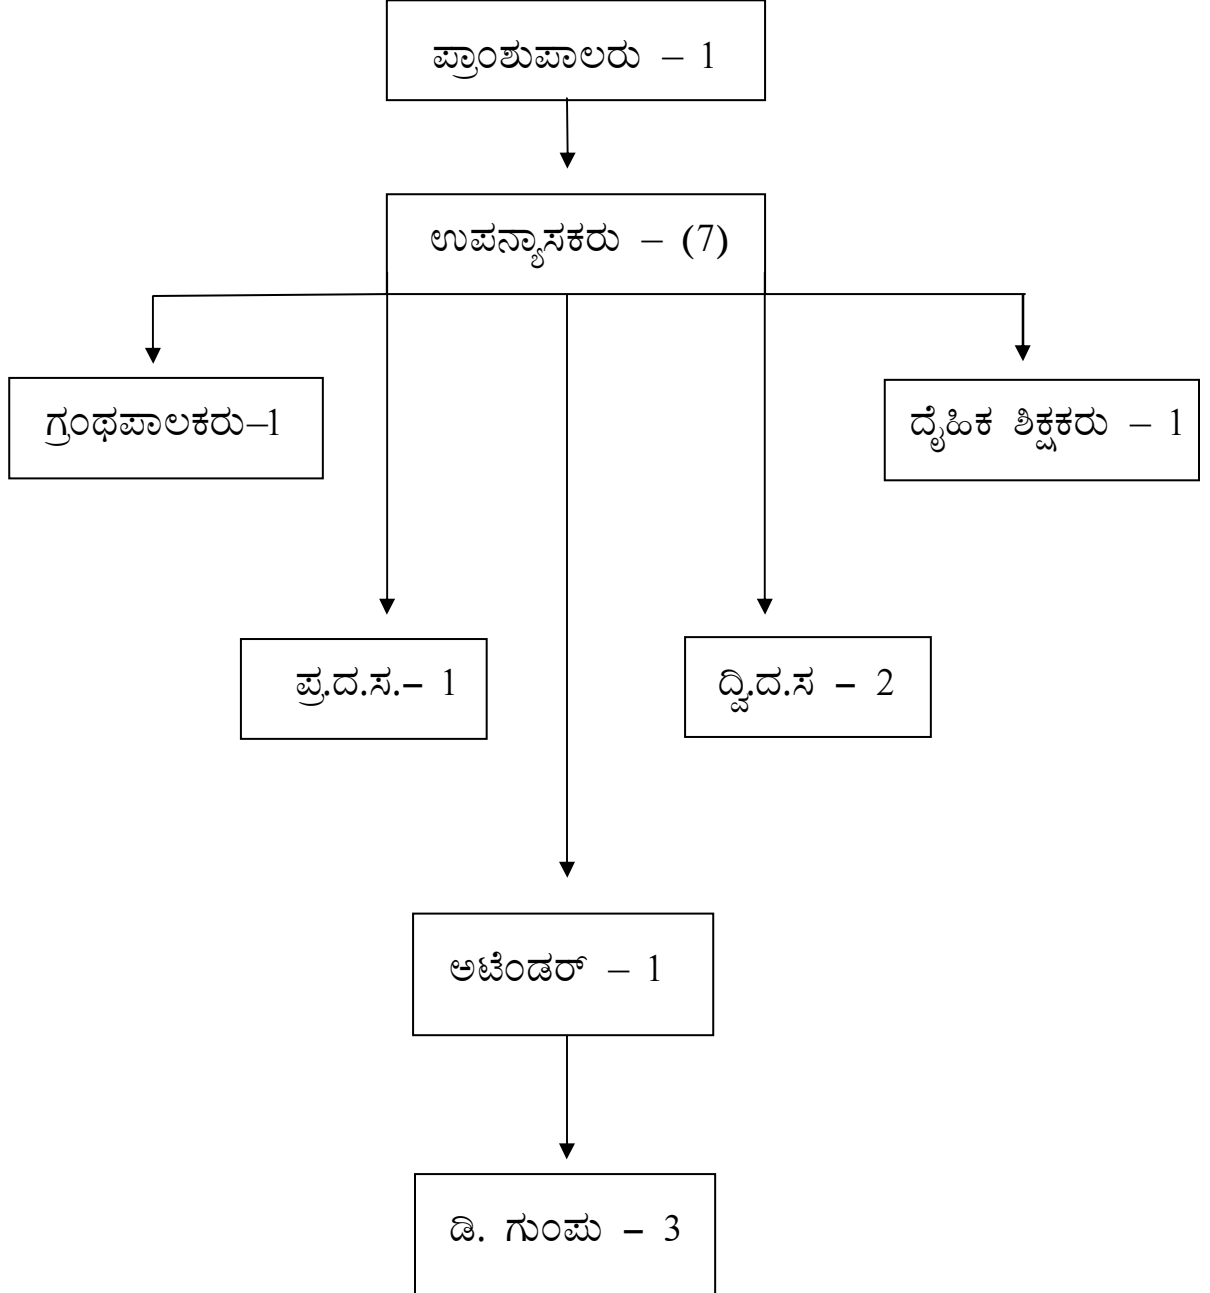 ಪ್ರಾಂಶುಪಾಲರು – 1
ಉಪನ್ಯಾಸಕರು – (7)
ಗ್ರಂಥಪಾಲಕರು–1
ದೈಹಿಕ ಶಿಕ್ಷಕರು – 1
ಪ್ರ.ದ.ಸ.– 1
ದ್ವಿ.ದ.ಸ – 2
ಅಟೆಂಡರ್ – 1
ಡಿ. ಗುಂಪು – 3